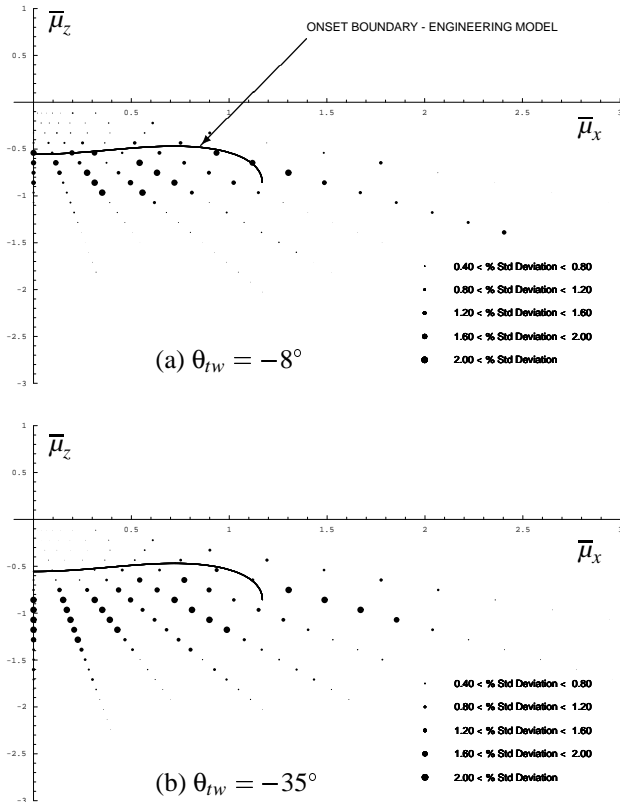 μ̅z
ONSET BOUNDARY - ENGINEERING MODEL
1
0.5
0.5 1 1.5 2 2.5 3
μ̅x
-0.5
-1
-1.5
-2
-2.5
-3
0.40 < % Std Deviation < 0.80
0.80 < % Std Deviation < 1.20
1.20 < % Std Deviation < 1.60
1.60 < % Std Deviation < 2.00
2.00 < % Std Deviation
(a) θtw = −8°
μ̅z
1
0.5
0.5 1 1.5 2 2.5 3
μ̅x
-0.5
-1
-1.5
-2
-2.5
-3
0.40 < % Std Deviation < 0.80
0.80 < % Std Deviation < 1.20
1.20 < % Std Deviation < 1.60
1.60 < % Std Deviation < 2.00
2.00 < % Std Deviation
(b) θtw = −35°